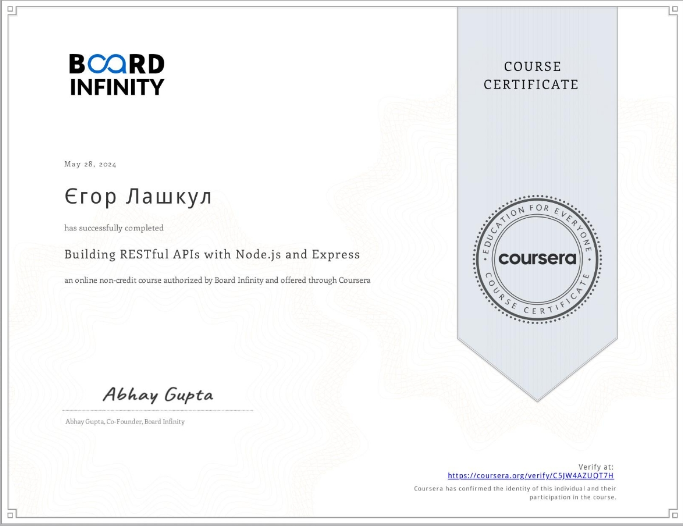 BOARD
INFINITY
COURSE
CERTIFICATE
May 28, 2024
Єгор Лашкул
has successfully completed
Building RESTful APIs with Node.js and Express
an online non-credit course authorized by Board Infinity and offered through Coursera
EDUCATION FOR EVERYONE
coursera
COURSE CERTIFICATE
Abhay Gupta
Abhay Gupta, Co-Founder, Board Infinity
Verify at:
https://coursera.org/verify/C5JW4AZUQT7H
Coursera has confirmed the identity of this individual and their
participation in the course.